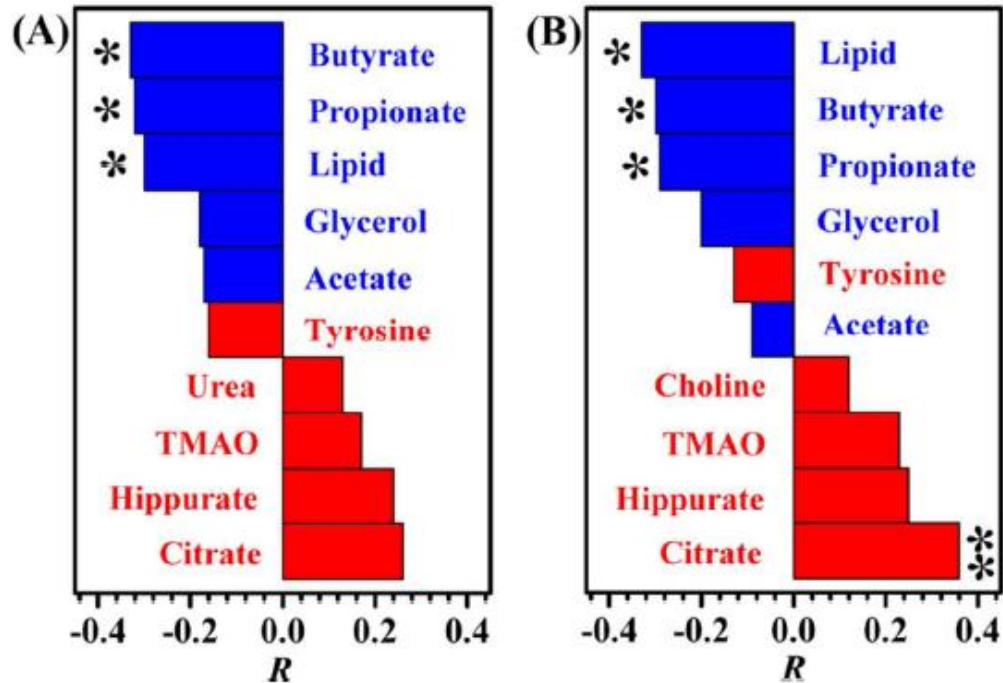 (A)
*
Butyrate
*
Propionate
*
Lipid
Glycerol
Acetate
Tyrosine
Urea
TMAO
Hippurate
Citrate
-0.4 -0.2 0.0 0.2 0.4
R
(B)
*
Lipid
*
Butyrate
*
Propionate
Glycerol
Tyrosine
Acetate
Choline
TMAO
Hippurate
Citrate
**
-0.4 -0.2 0.0 0.2 0.4
R